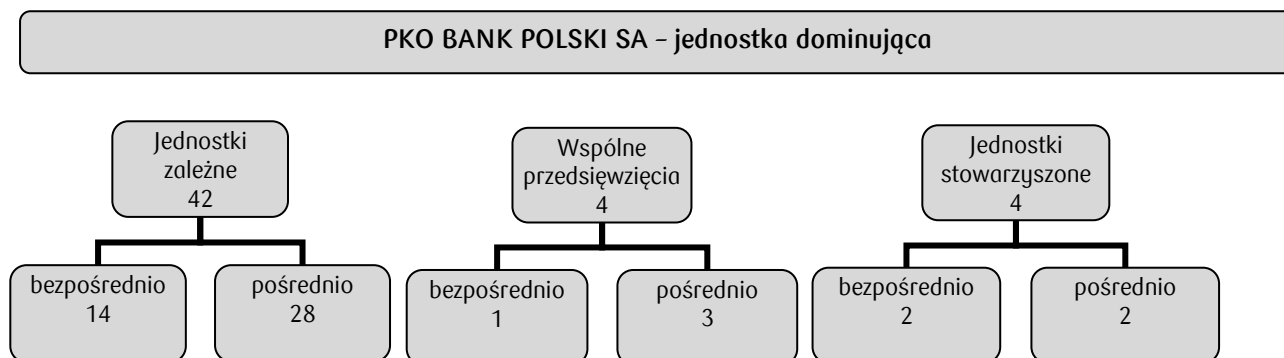 PKO BANK POLSKI SA – jednostka dominująca
Jednostki
zależne
42
bezpośrednio
14
pośrednio
28
Wspólne
przedsięwzięcia
4
bezpośrednio
1
pośrednio
3
Jednostki
stowarzyszone
4
bezpośrednio
2
pośrednio
2